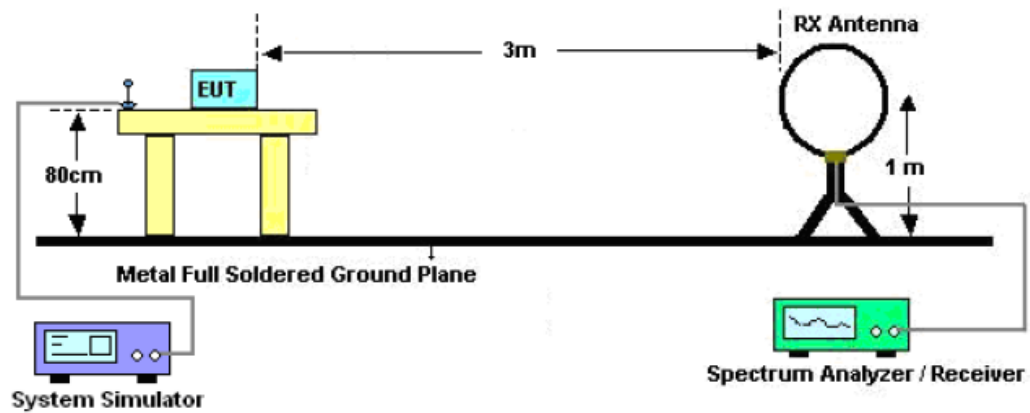 RX Antenna
3m
EUT
80cm
1 m
Metal Full Soldered Ground Plane
System Simulator
Spectrum Analyzer / Receiver